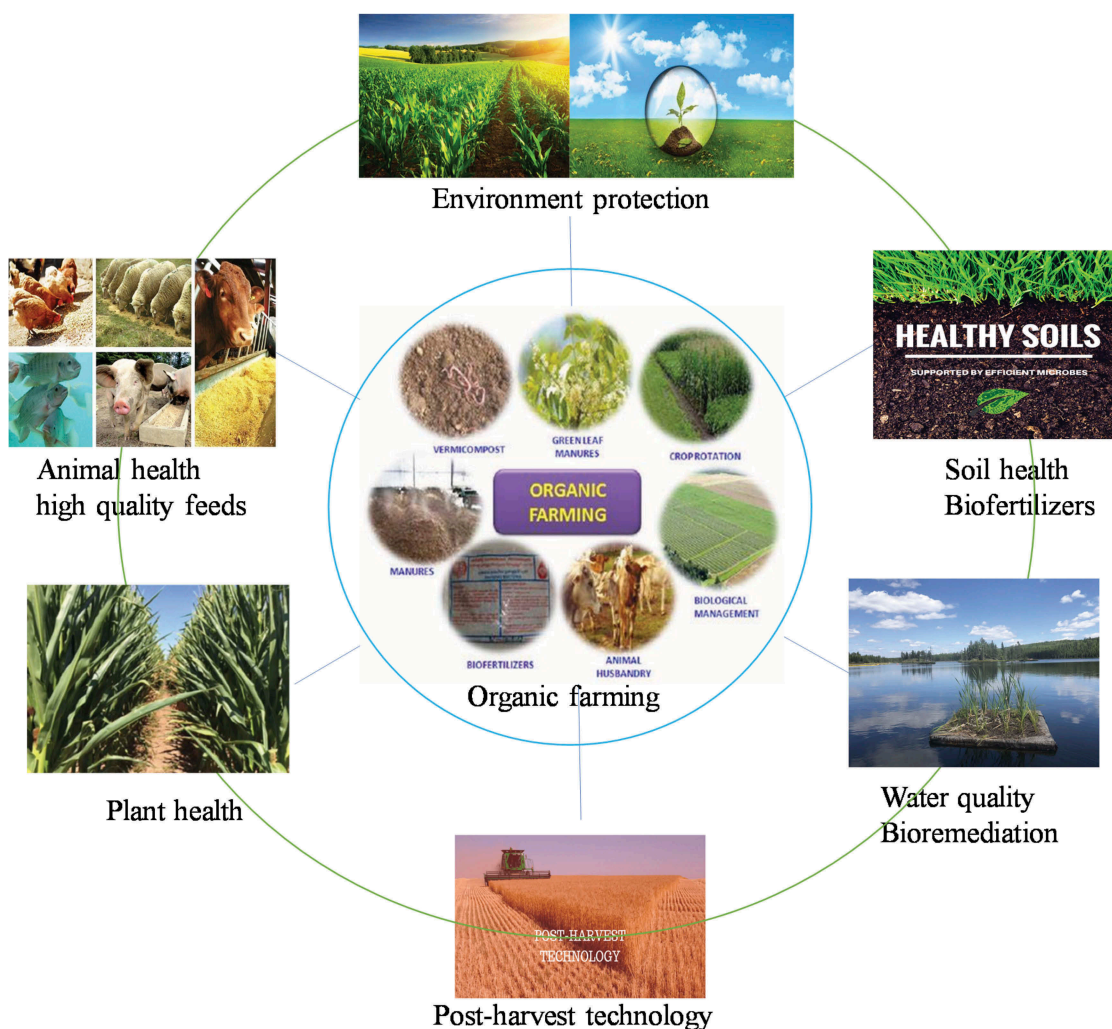 Environment protection
HEALTHY SOILS
SUPPORTED BY EFFICIENT MICROBES
Animal health
high quality feeds
Soil health
Biofertilizers
VERMICOMPOST
GREEN LEAF
MANURES
CROP ROTATION
ORGANIC
FARMING
MANURES
BIOLOGICAL
MANAGEMENT
BIOFERTILIZERS
ANIMAL
HUSBANDRY
Organic farming
Plant health
Water quality
Bioremediation
POST-HARVEST
TECHNOLOGY
Post-harvest technology